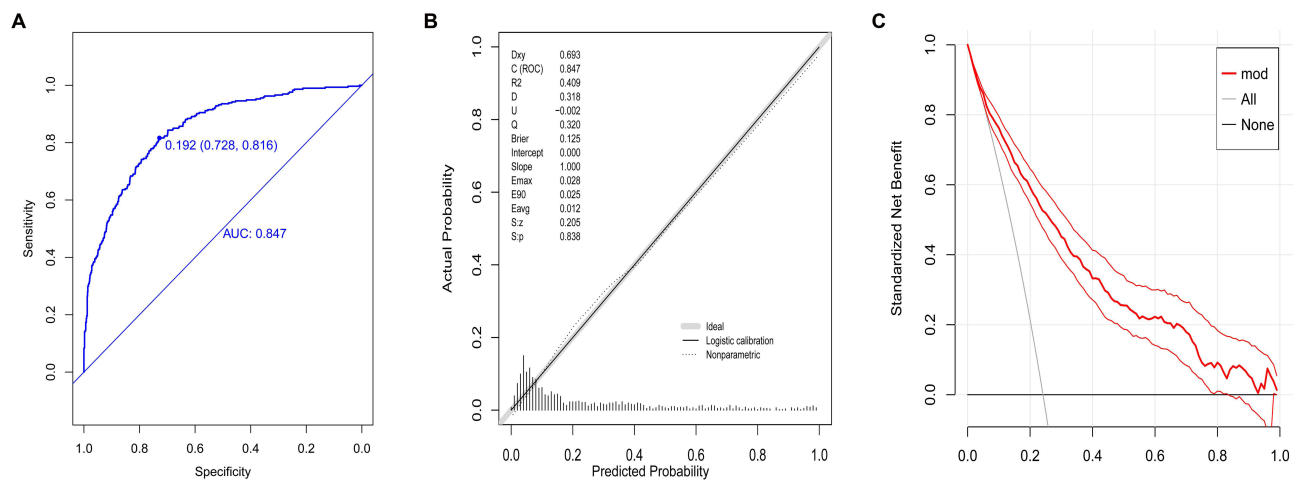 A
1.0
0.8
0.6
0.4
0.2
0.0
Sensitivity
0.192 (0.728, 0.816)
AUC: 0.847
1.0 0.8 0.6 0.4 0.2 0.0
Specificity
B
1.0
0.8
0.6
0.4
0.2
0.0
Actual Probability
Dxy 0.693
C (ROC) 0.847
R2 0.409
D 0.318
U −0.002
Q 0.320
Brier 0.125
Intercept 0.000
Slope 1.000
Emax 0.028
E90 0.025
Eavg 0.012
S:z 0.205
S:p 0.838
Ideal
Logistic calibration
Nonparametric
0.0 0.2 0.4 0.6 0.8 1.0
Predicted Probability
C
1.0
0.8
0.6
0.4
0.2
0.0
Standardized Net Benefit
mod
All
None
0.0 0.2 0.4 0.6 0.8 1.0